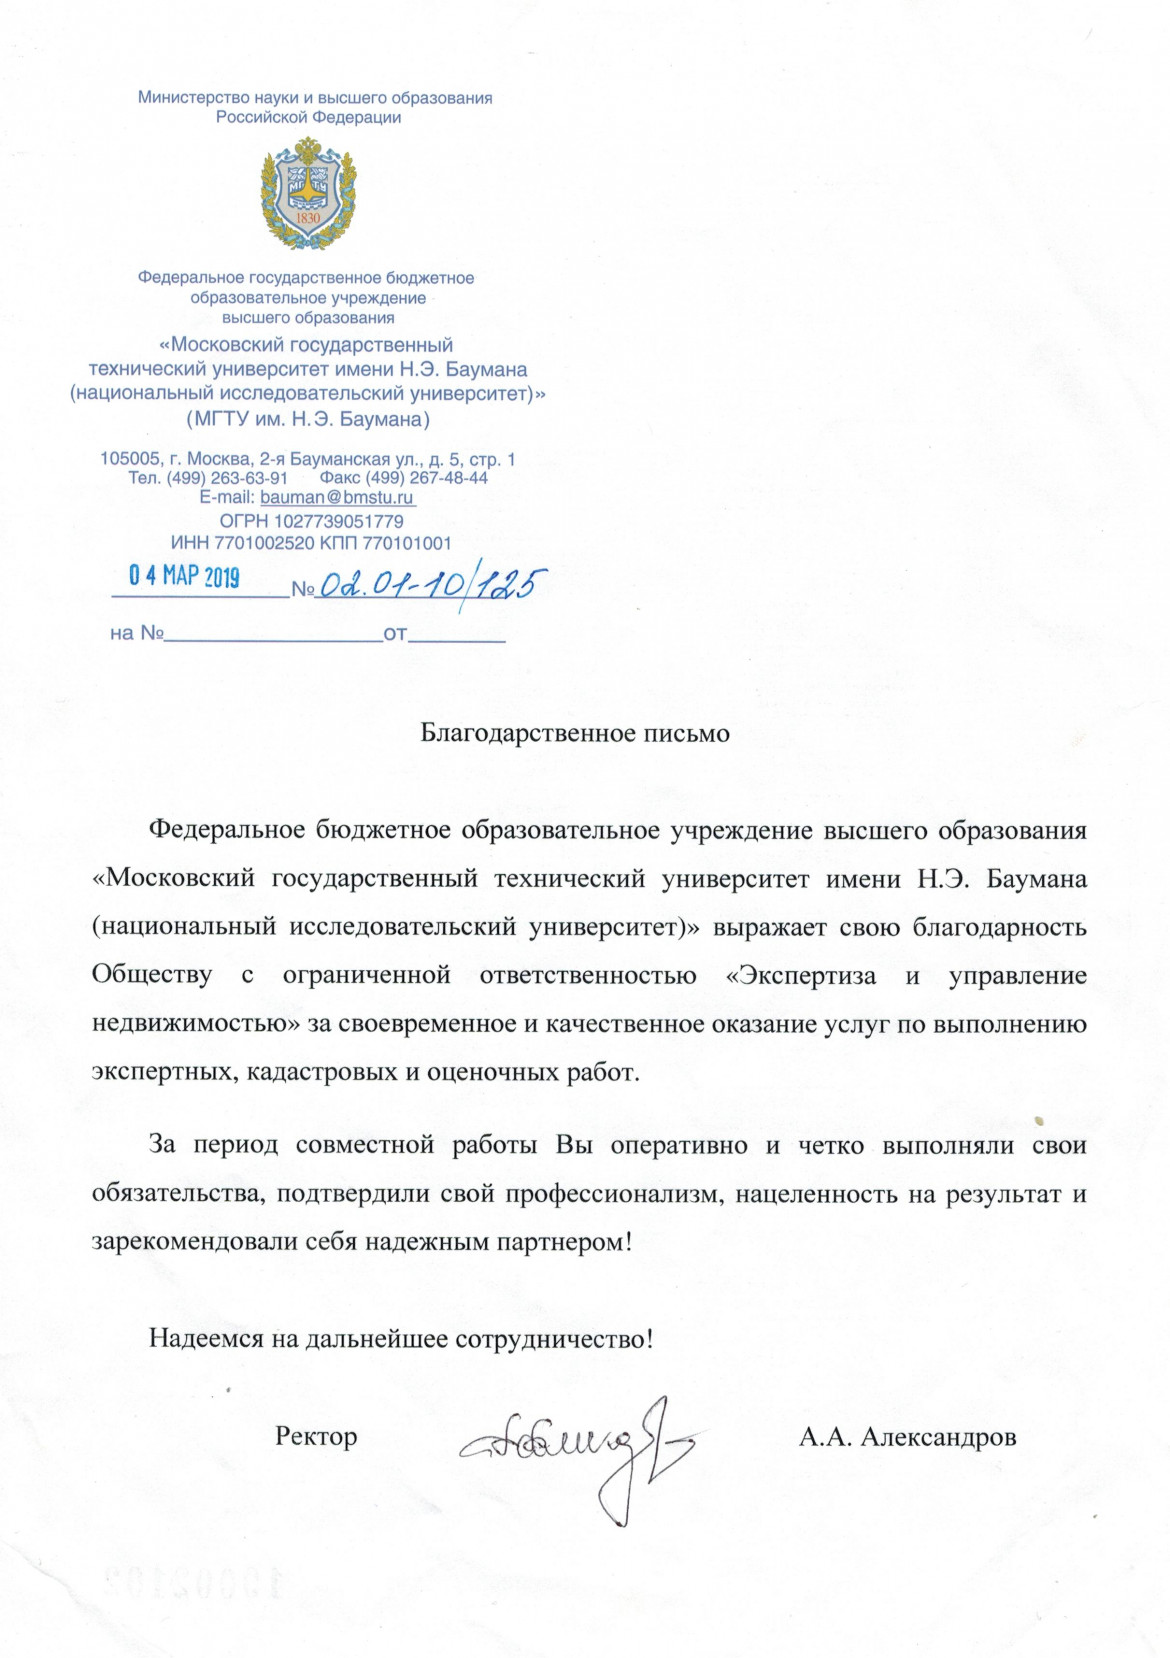 Министерство науки и высшего образования
Российской Федерации
МГТУ
1830
Федеральное государственное бюджетное
образовательное учреждение
высшего образования
«Московский государственный
технический университет имени Н.Э. Баумана
(национальный исследовательский университет)»
(МГТУ им. Н.Э. Баумана)
105005, г. Москва, 2-я Бауманская ул., д. 5, стр. 1
Тел. (499) 263-63-91 Факс (499) 267-48-44
E-mail: bauman@bmstu.ru
ОГРН 1027739051779
ИНН 7701002520 КПП 770101001
04 МАР 2019 № 02.01-10/125
на № от
Благодарственное письмо
Федеральное бюджетное образовательное учреждение высшего образования
«Московский государственный технический университет имени Н.Э. Баумана
(национальный исследовательский университет)» выражает свою благодарность
Обществу с ограниченной ответственностью «Экспертиза и управление
недвижимостью» за своевременное и качественное оказание услуг по выполнению
экспертных, кадастровых и оценочных работ.
За период совместной работы Вы оперативно и четко выполняли свои
обязательства, подтвердили свой профессионализм, нацеленность на результат и
зарекомендовали себя надежным партнером!
Надеемся на дальнейшее сотрудничество!
Ректор А.А. Александров